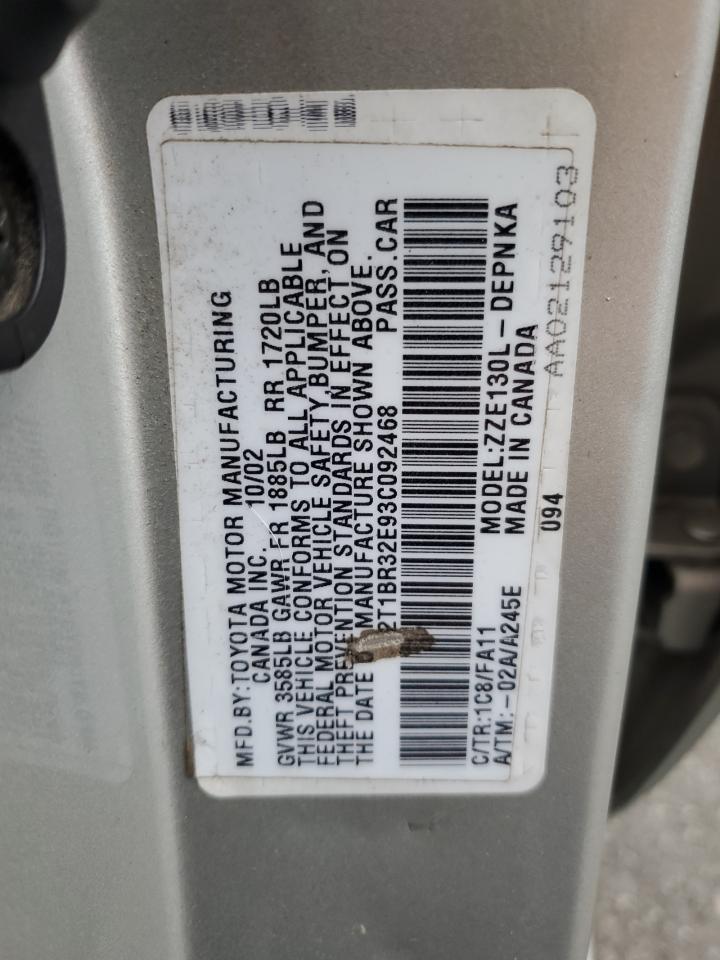 MFD.BY:TOYOTA MOTOR MANUFACTURING
CANADA INC. 10/02
GVWR 3585LB GAWR FR 1885LB RR 1720LB
THIS VEHICLE CONFORMS TO ALL APPLICABLE
FEDERAL MOTOR VEHICLE SAFETY,BUMPER, AND
THEFT PREVENTION STANDARDS IN EFFECT ON
THE DATE MANUFACTURE SHOWN ABOVE.
2T1BR32E93C092468 PASS.CAR
C/TR:1C8/FA11 MODEL:ZZE130L-DEPNKA
A/TM:-02A/A245E MADE IN CANADA
094 AA02129103